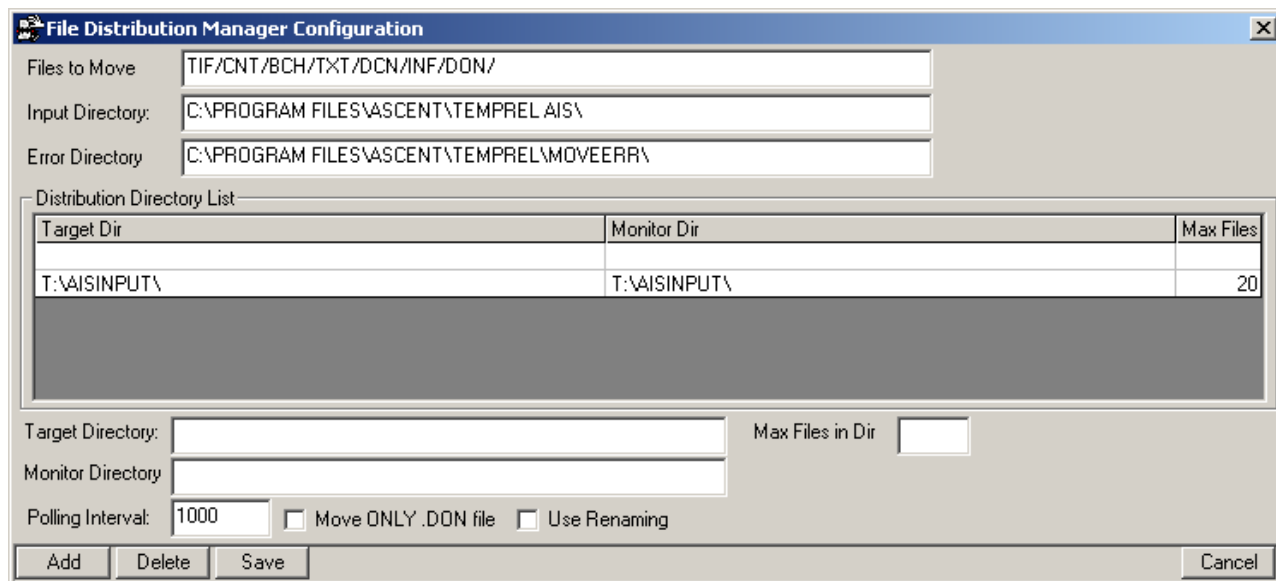 File Distribution Manager Configuration
Files to Move TIF/CNT/BCH/TXT/DCN/INF/DON/
Input Directory: C:\PROGRAM FILES\ASCENT\TEMPREL AIS\
Error Directory C:\PROGRAM FILES\ASCENT\TEMPREL\MOVEERR\
Distribution Directory List
Target Dir Monitor Dir Max Files
T:\AISINPUT\ T:\AISINPUT\ 20
Target Directory: Max Files in Dir
Monitor Directory
Polling Interval: 1000 Move ONLY .DON file Use Renaming
Add Delete Save Cancel